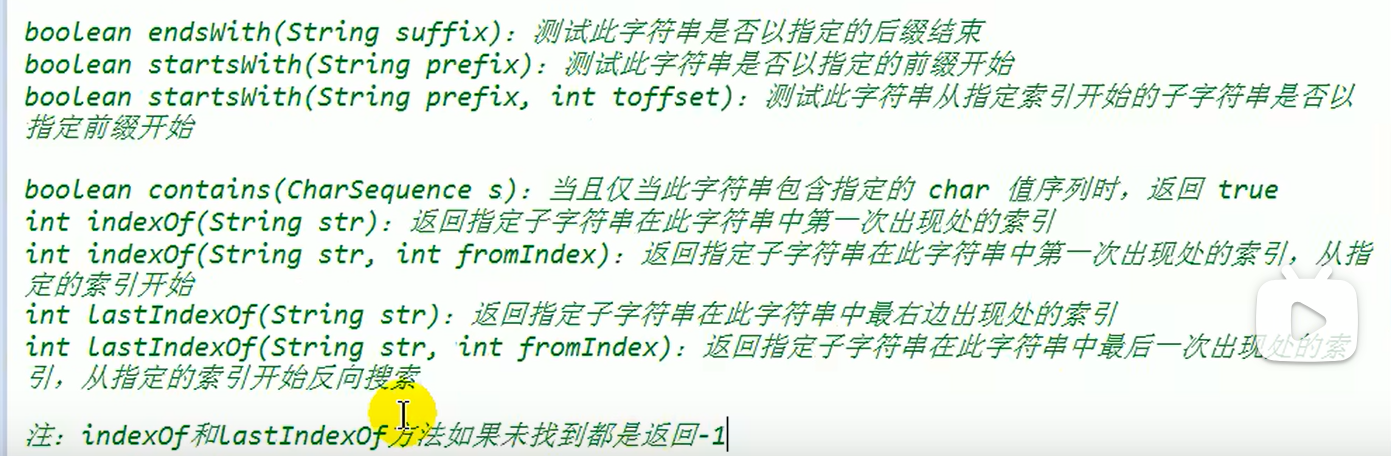 boolean endsWith(String suffix): 测试此字符串是否以指定的后缀结束
boolean startsWith(String prefix): 测试此字符串是否以指定的前缀开始
boolean startsWith(String prefix, int toffset): 测试此字符串从指定索引开始的子字符串是否以
指定前缀开始
boolean contains(CharSequence s): 当且仅当此字符串包含指定的 char 值序列时，返回 true
int indexOf(String str): 返回指定子字符串在此字符串中第一次出现处的索引
int indexOf(String str, int fromIndex): 返回指定子字符串在此字符串中第一次出现处的索引，从指
定的索引开始
int lastIndexOf(String str): 返回指定子字符串在此字符串中最右边出现处的索引
int lastIndexOf(String str, int fromIndex): 返回指定子字符串在此字符串中最后一次出现处的索
引，从指定的索引开始反向搜索
注: indexOf和lastIndexOf方法如果未找到都是返回-1